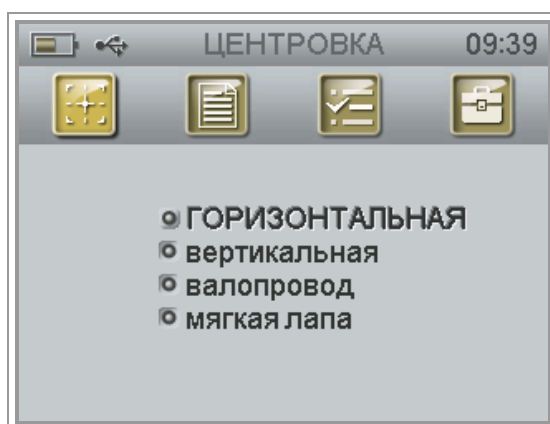 ЦЕНТРОВКА 09:39
ГОРИЗОНТАЛЬНАЯ
вертикальная
валопровод
мягкая лапа